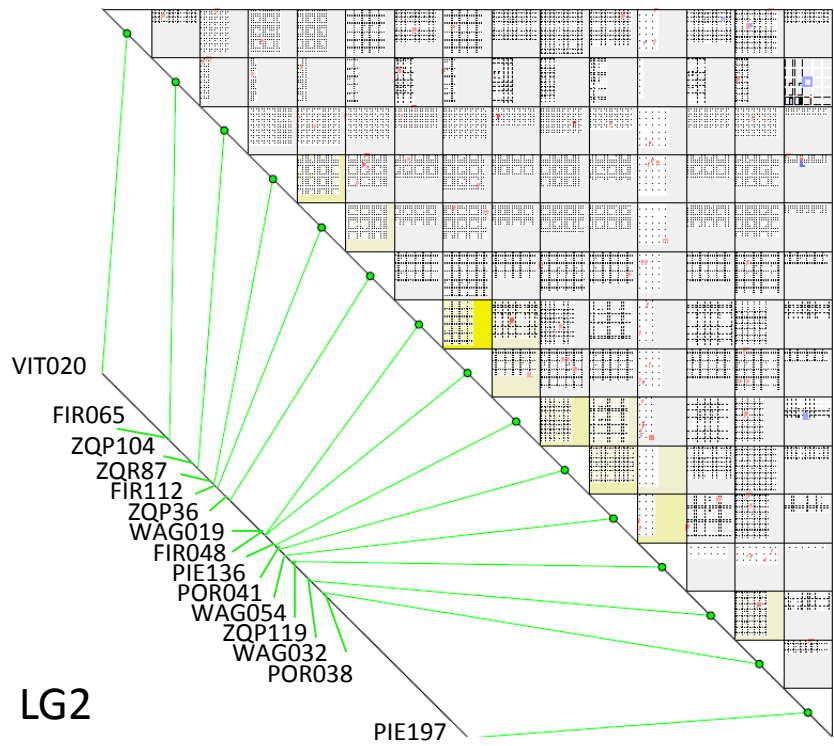 VIT020
FIR065
ZQP104
ZQR87
FIR112
ZQP36
WAG019
FIR048
PIE136
POR041
WAG054
ZQP119
WAG032
POR038
LG2
PIE197